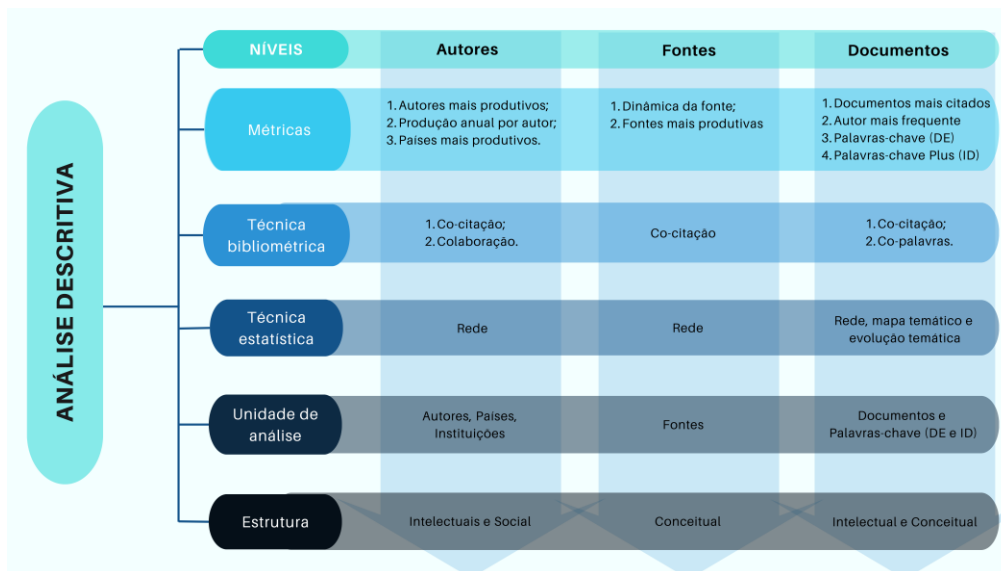 ANÁLISE DESCRITIVA
NÍVEIS
Autores
Fontes
Documentos
Métricas
1. Autores mais produtivos;
2. Produção anual por autor;
3. Países mais produtivos.
1. Dinâmica da fonte;
2. Fontes mais produtivas
1. Documentos mais citados
2. Autor mais frequente
3. Palavras-chave (DE)
4. Palavras-chave Plus (ID)
Técnica
bibliométrica
1. Co-citação;
2. Colaboração.
Co-citação
1. Co-citação;
2. Co-palavras.
Técnica
estatística
Rede
Rede
Rede, mapa temático e
evolução temática
Unidade de
análise
Autores, Países,
Instituições
Fontes
Documentos e
Palavras-chave (DE e ID)
Estrutura
Intelectuais e Social
Conceitual
Intelectual e Conceitual